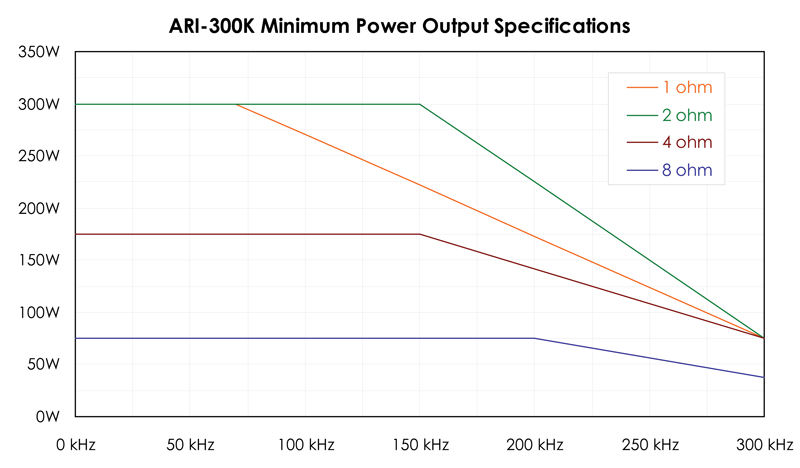 ARI-300K Minimum Power Output Specifications
350W
300W
250W
200W
150W
100W
50W
0W
1 ohm
2 ohm
4 ohm
8 ohm
0 kHz 50 kHz 100 kHz 150 kHz 200 kHz 250 kHz 300 kHz